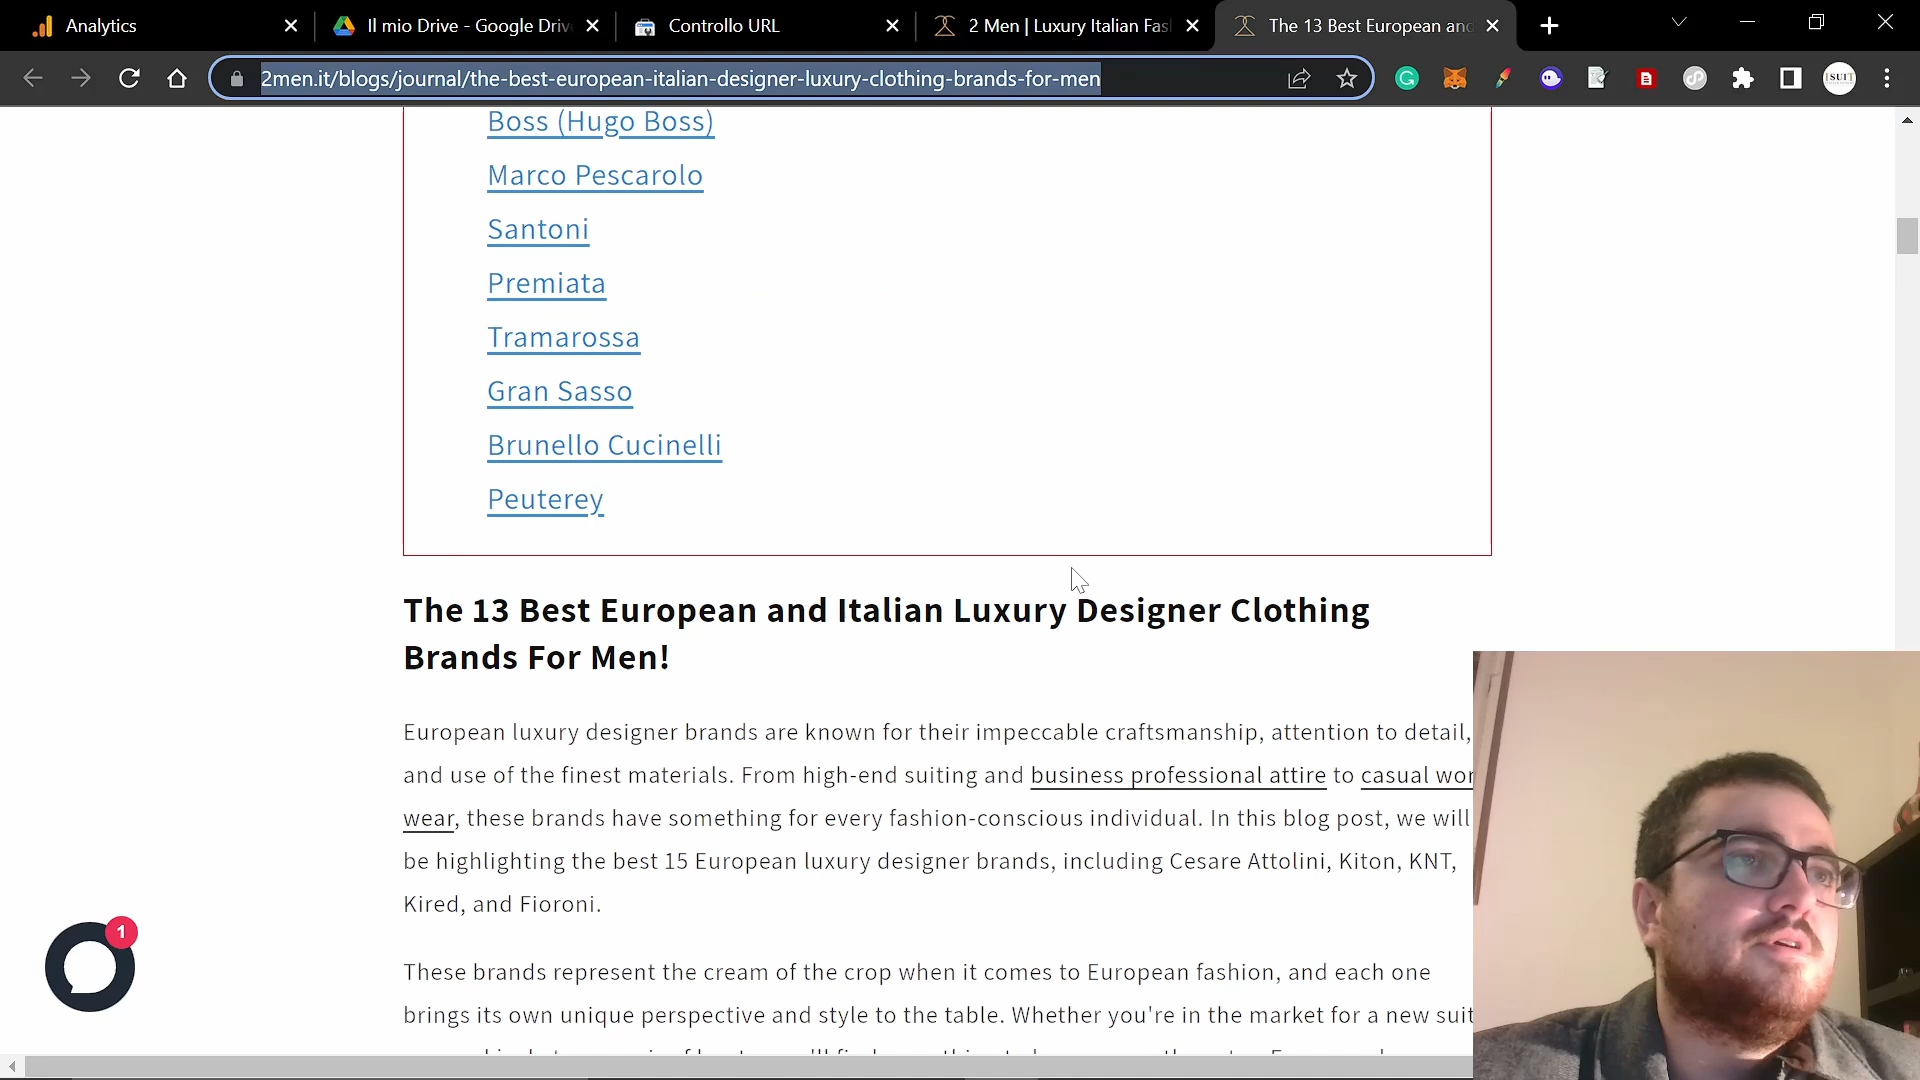 Analytics
Il mio Drive - Google Drive
Controllo URL
2 Men | Luxury Italian Fas
The 13 Best European and
2men.it/blogs/journal/the-best-european-italian-designer-luxury-clothing-brands-for-men
Boss (Hugo Boss)
Marco Pescarolo
Santoni
Premiata
Tramarossa
Gran Sasso
Brunello Cucinelli
Peuterey
The 13 Best European and Italian Luxury Designer Clothing
Brands For Men!
European luxury designer brands are known for their impeccable craftsmanship, attention to detail,
and use of the finest materials. From high-end suiting and business professional attire to casual wor
wear, these brands have something for every fashion-conscious individual. In this blog post, we will
be highlighting the best 15 European luxury designer brands, including Cesare Attolini, Kiton, KNT,
Kired, and Fioroni.
These brands represent the cream of the crop when it comes to European fashion, and each one
brings its own unique perspective and style to the table. Whether you're in the market for a new suit
1